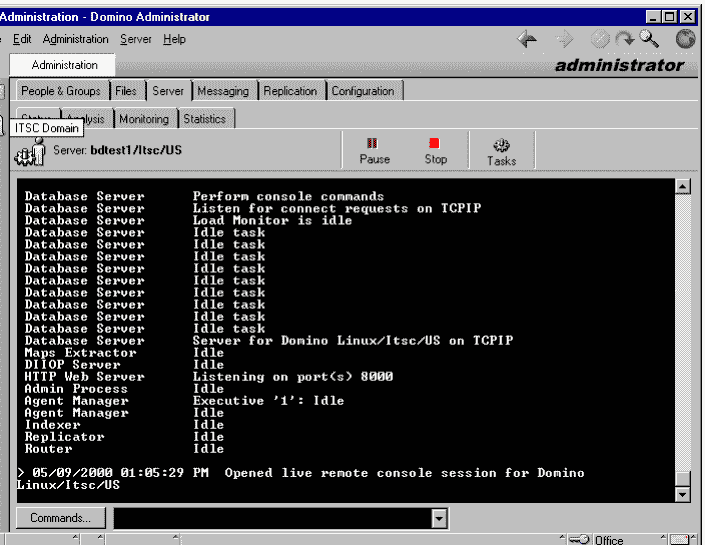 Administration - Domino Administrator
Edit Administration Server Help
Administration
administrator
People & Groups Files Server Messaging Replication Configuration
Analysis Monitoring Statistics
ITSC Domain
Server: bdtest1/Itsc/US
Pause Stop Tasks
Database Server Perform console commands
Database Server Listen for connect requests on TCPIP
Database Server Load Monitor is idle
Database Server Idle task
Database Server Idle task
Database Server Idle task
Database Server Idle task
Database Server Idle task
Database Server Idle task
Database Server Idle task
Database Server Idle task
Database Server Idle task
Database Server Server for Domino Linux/Itsc/US on TCPIP
Maps Extractor Idle
DIIOP Server Idle
HTTP Web Server Listening on port(s) 8000
Admin Process Idle
Agent Manager Executive '1': Idle
Agent Manager Idle
Indexer Idle
Replicator Idle
Router Idle
> 05/09/2000 01:05:29 PM Opened live remote console session for Domino
Linux/Itsc/US
Commands...
Office